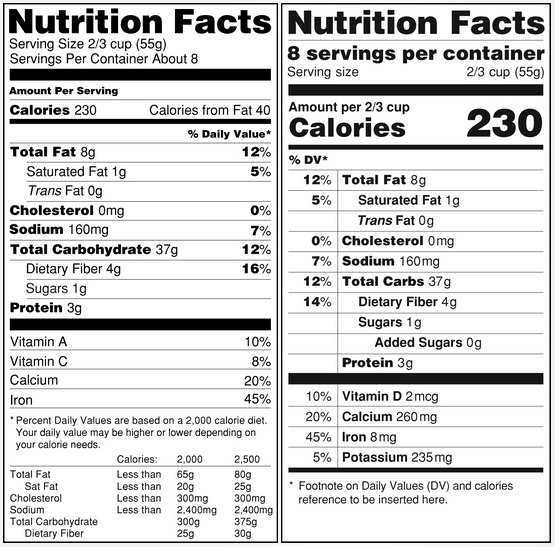 Nutrition Facts
Serving Size 2/3 cup (55g)
Servings Per Container About 8
Amount Per Serving
Calories 230 Calories from Fat 40
% Daily Value*
Total Fat 8g 12%
Saturated Fat 1g 5%
Trans Fat 0g
Cholesterol 0mg 0%
Sodium 160mg 7%
Total Carbohydrate 37g 12%
Dietary Fiber 4g 16%
Sugars 1g
Protein 3g
Vitamin A 10%
Vitamin C 8%
Calcium 20%
Iron 45%
* Percent Daily Values are based on a 2,000 calorie diet.
Your daily value may be higher or lower depending on
your calorie needs.
Calories: 2,000 2,500
Total Fat Less than 65g 80g
Sat Fat Less than 20g 25g
Cholesterol Less than 300mg 300mg
Sodium Less than 2,400mg 2,400mg
Total Carbohydrate 300g 375g
Dietary Fiber 25g 30g
Nutrition Facts
8 servings per container
Serving size 2/3 cup (55g)
Amount per 2/3 cup
Calories 230
% DV*
12% Total Fat 8g
5% Saturated Fat 1g
Trans Fat 0g
0% Cholesterol 0mg
7% Sodium 160mg
12% Total Carbs 37g
14% Dietary Fiber 4g
Sugars 1g
Added Sugars 0g
Protein 3g
10% Vitamin D 2mcg
20% Calcium 260mg
45% Iron 8mg
5% Potassium 235mg
* Footnote on Daily Values (DV) and calories
reference to be inserted here.